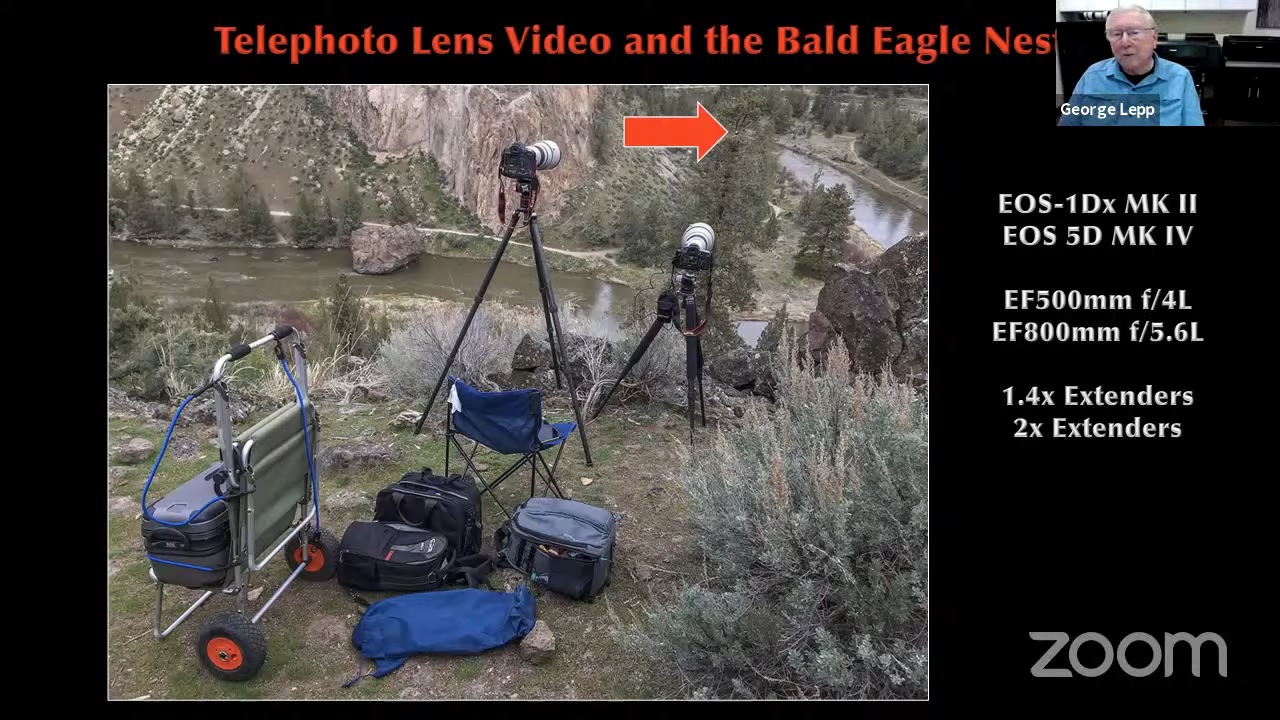 Telephoto Lens Video and the Bald Eagle Nest
George Lepp
EOS-1Dx MK II
EOS 5D MK IV
EF500mm f/4L
EF800mm f/5.6L
1.4x Extenders
2x Extenders
zoom